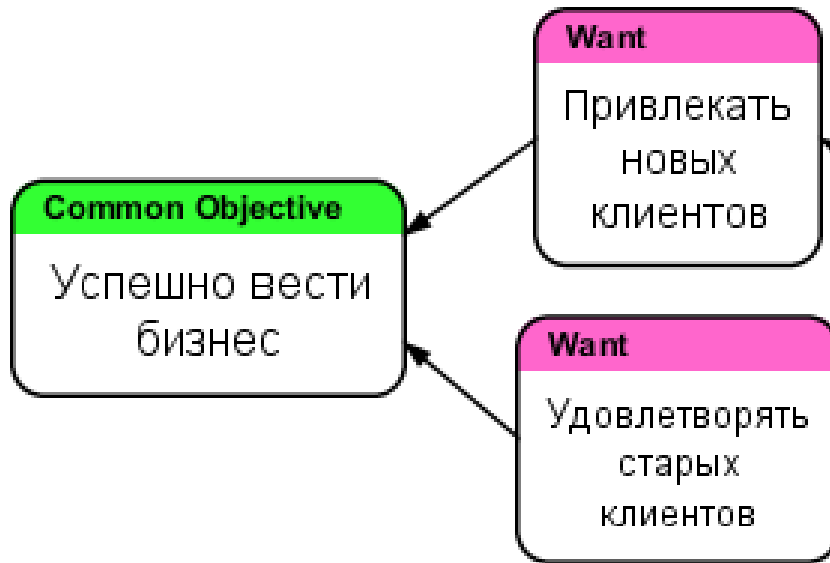 Want
Привлекать
новых
клиентов
Common Objective
Успешно вести
бизнес
Want
Удовлетворять
старых
клиентов